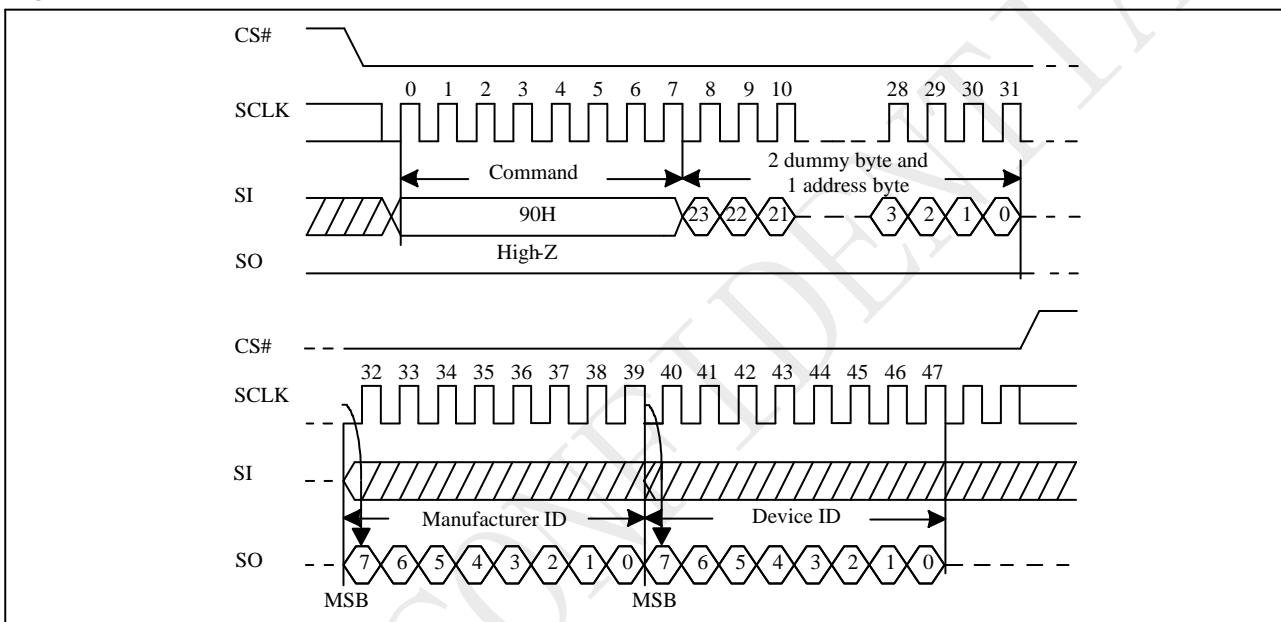 CS#
0 1 2 3 4 5 6 7 8 9 10 28 29 30 31
SCLK
Command
2 dummy byte and
1 address byte
SI
90H
23 22 21 3 2 1 0
High-Z
SO
CS#
32 33 34 35 36 37 38 39 40 41 42 43 44 45 46 47
SCLK
SI
Manufacturer ID
Device ID
SO
7 6 5 4 3 2 1 0 7 6 5 4 3 2 1 0
MSB
MSB